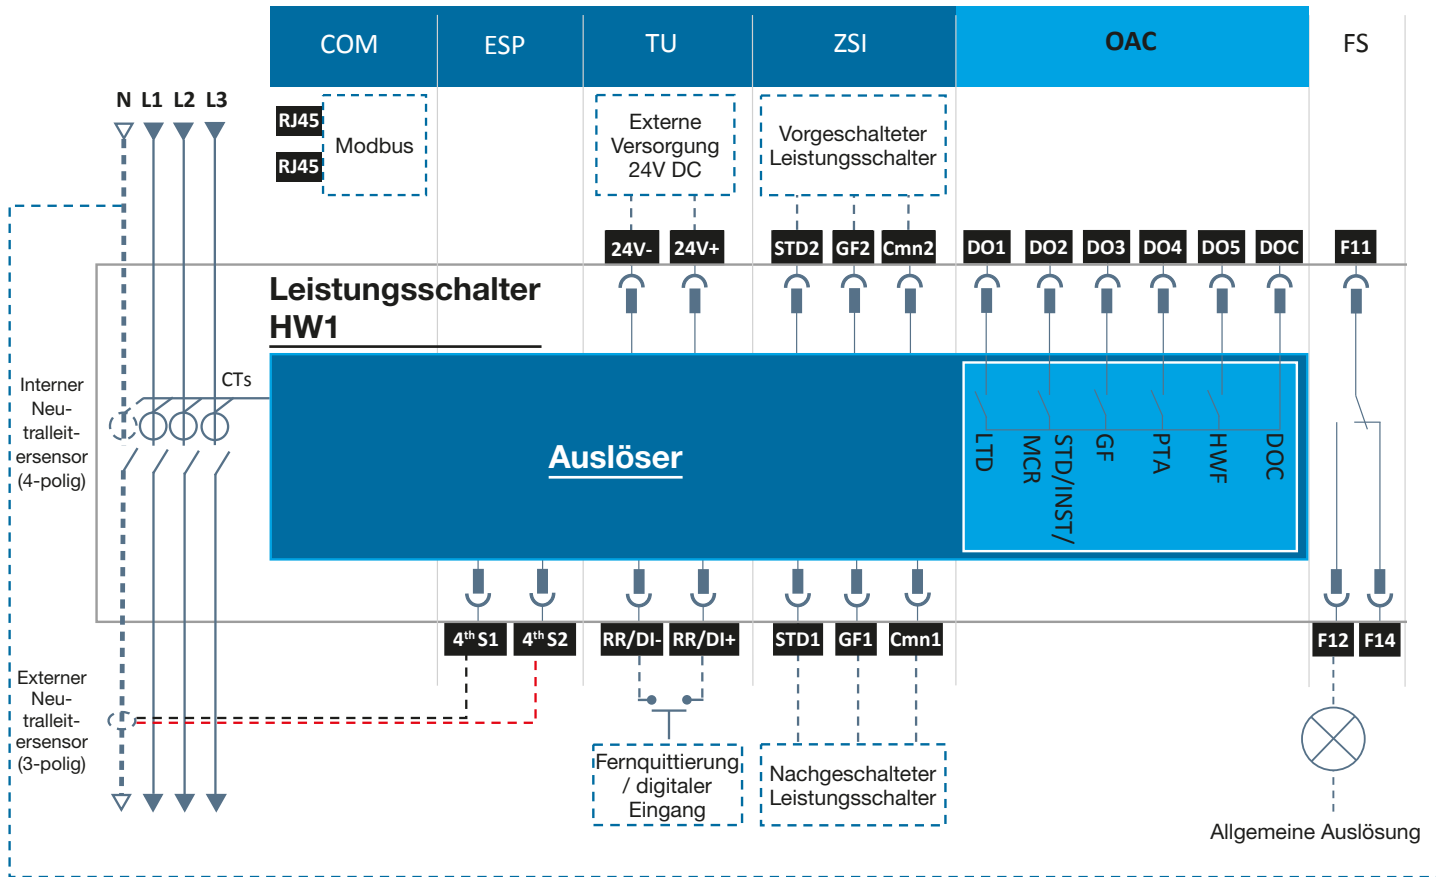 COM
ESP
TU
ZSI
OAC
FS
N L1 L2 L3
RJ45
RJ45
Modbus
Externe
Versorgung
24V DC
Vorgeschalteter
Leistungsschalter
24V-
24V+
STD2
GF2
Cmn2
DO1
DO2
DO3
DO4
DO5
DOC
F11
Leistungsschalter
HW1
CTs
Interner
Neu-
tralleit-
ersensor
(4-polig)
Auslöser
LTD
STD/INST/
MCR
GF
PTA
HWF
DOC
4th S1
4th S2
RR/DI-
RR/DI+
STD1
GF1
Cmn1
F12
F14
Externer
Neu-
tralleit-
ersensor
(3-polig)
Fernquittierung
/ digitaler
Eingang
Nachgeschalteter
Leistungsschalter
Allgemeine Auslösung